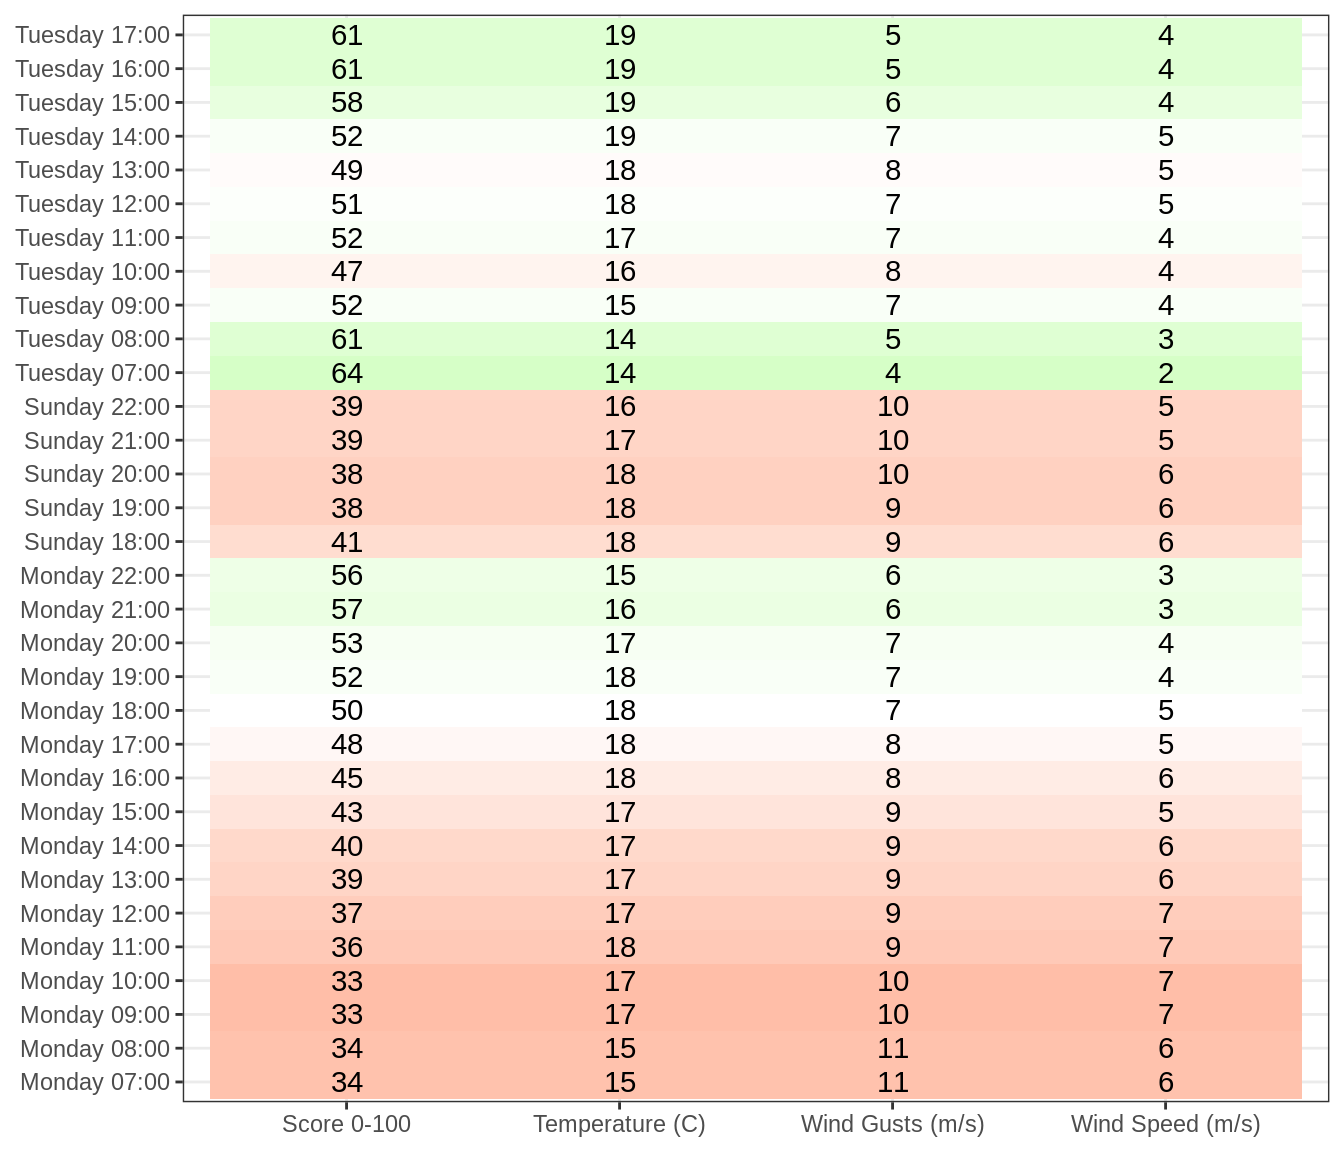 Tuesday 17:00 61 19 5 4
Tuesday 16:00 61 19 5 4
Tuesday 15:00 58 19 6 4
Tuesday 14:00 52 19 7 5
Tuesday 13:00 49 18 8 5
Tuesday 12:00 51 18 7 5
Tuesday 11:00 52 17 7 4
Tuesday 10:00 47 16 8 4
Tuesday 09:00 52 15 7 4
Tuesday 08:00 61 14 5 3
Tuesday 07:00 64 14 4 2
Sunday 22:00 39 16 10 5
Sunday 21:00 39 17 10 5
Sunday 20:00 38 18 10 6
Sunday 19:00 38 18 9 6
Sunday 18:00 41 18 9 6
Monday 22:00 56 15 6 3
Monday 21:00 57 16 6 3
Monday 20:00 53 17 7 4
Monday 19:00 52 18 7 4
Monday 18:00 50 18 7 5
Monday 17:00 48 18 8 5
Monday 16:00 45 18 8 6
Monday 15:00 43 17 9 5
Monday 14:00 40 17 9 6
Monday 13:00 39 17 9 6
Monday 12:00 37 17 9 7
Monday 11:00 36 18 9 7
Monday 10:00 33 17 10 7
Monday 09:00 33 17 10 7
Monday 08:00 34 15 11 6
Monday 07:00 34 15 11 6
Score 0-100 Temperature (C) Wind Gusts (m/s) Wind Speed (m/s)